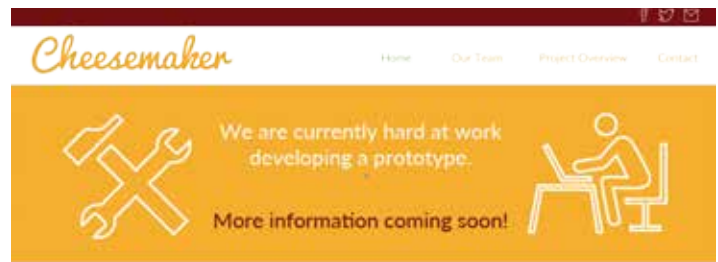 Cheesemaker
Home Our Team Project Overview Contact
We are currently hard at work
developing a prototype.
More information coming soon!